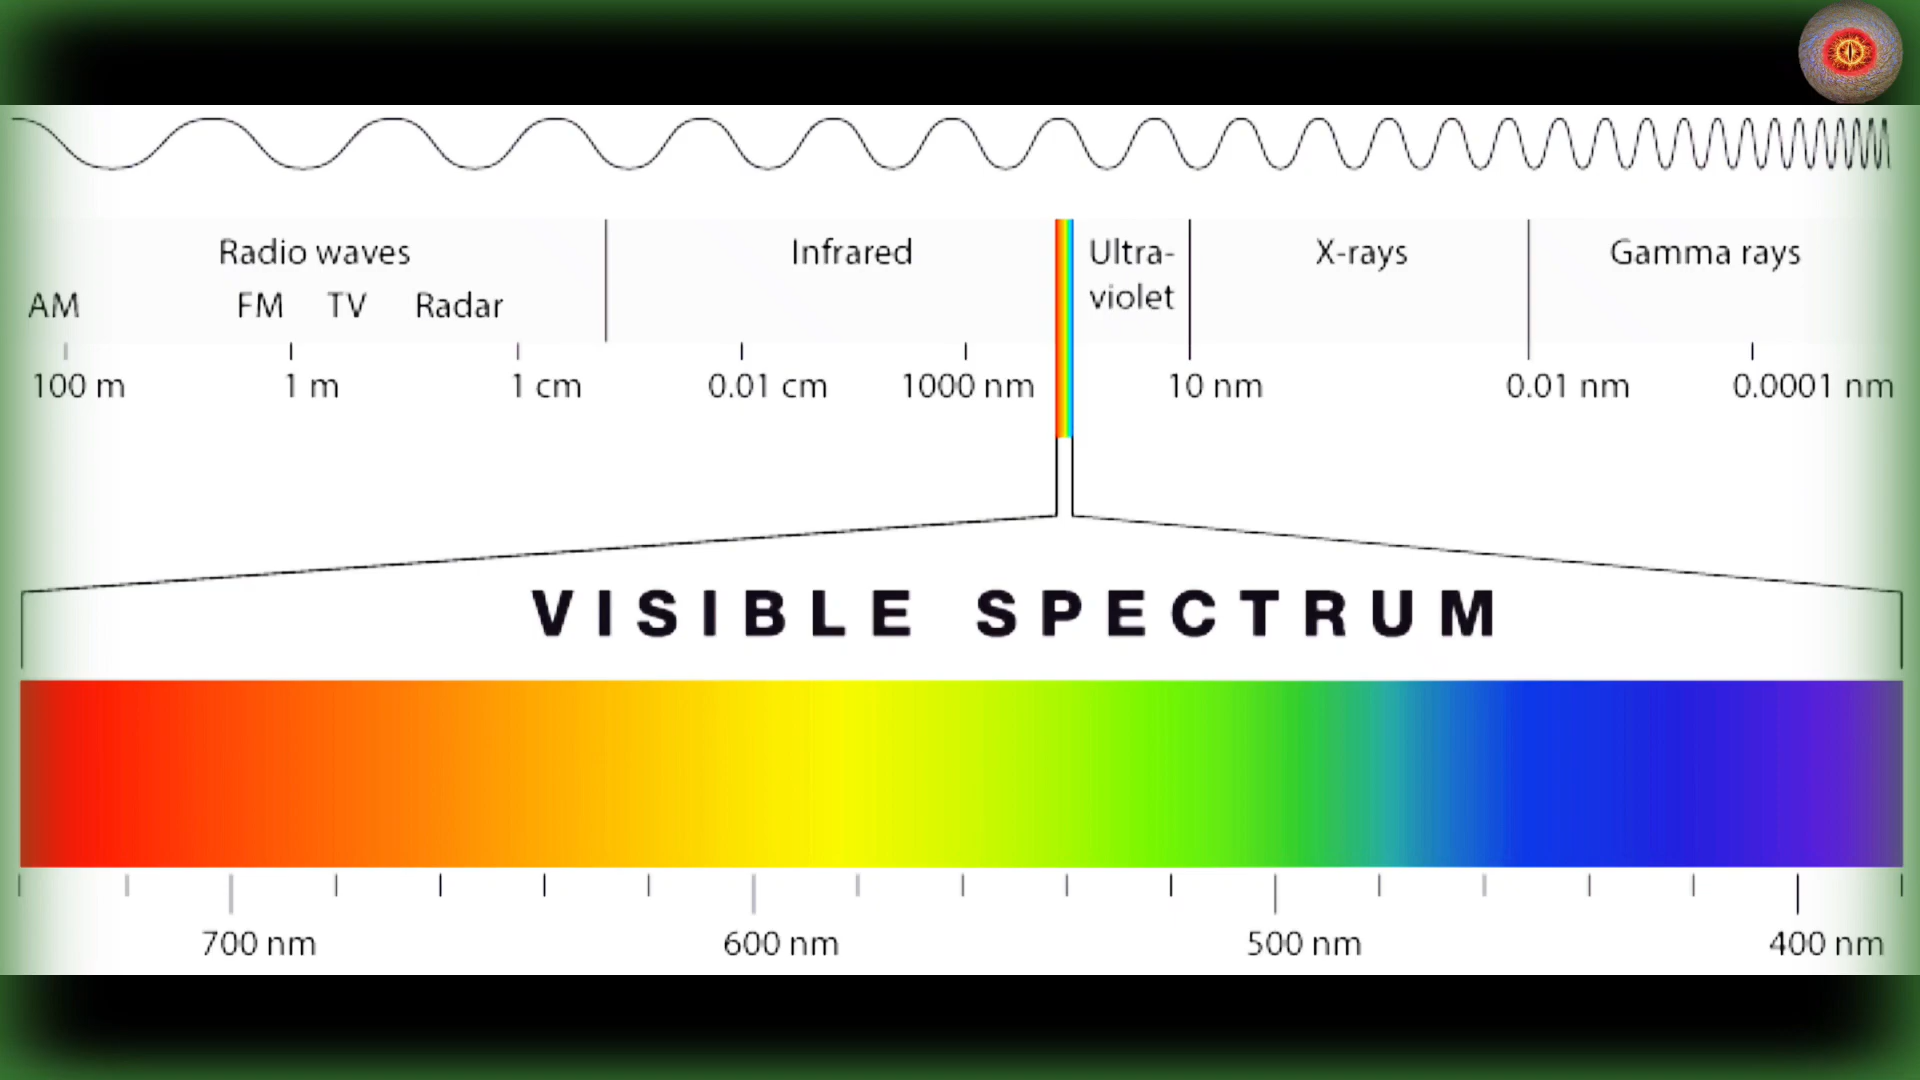 Radio waves Infrared Ultra-
violet X-rays Gamma rays
AM FM TV Radar
100 m 1 m 1 cm 0.01 cm 1000 nm 10 nm 0.01 nm 0.0001 nm
VISIBLE SPECTRUM
700 nm 600 nm 500 nm 400 nm